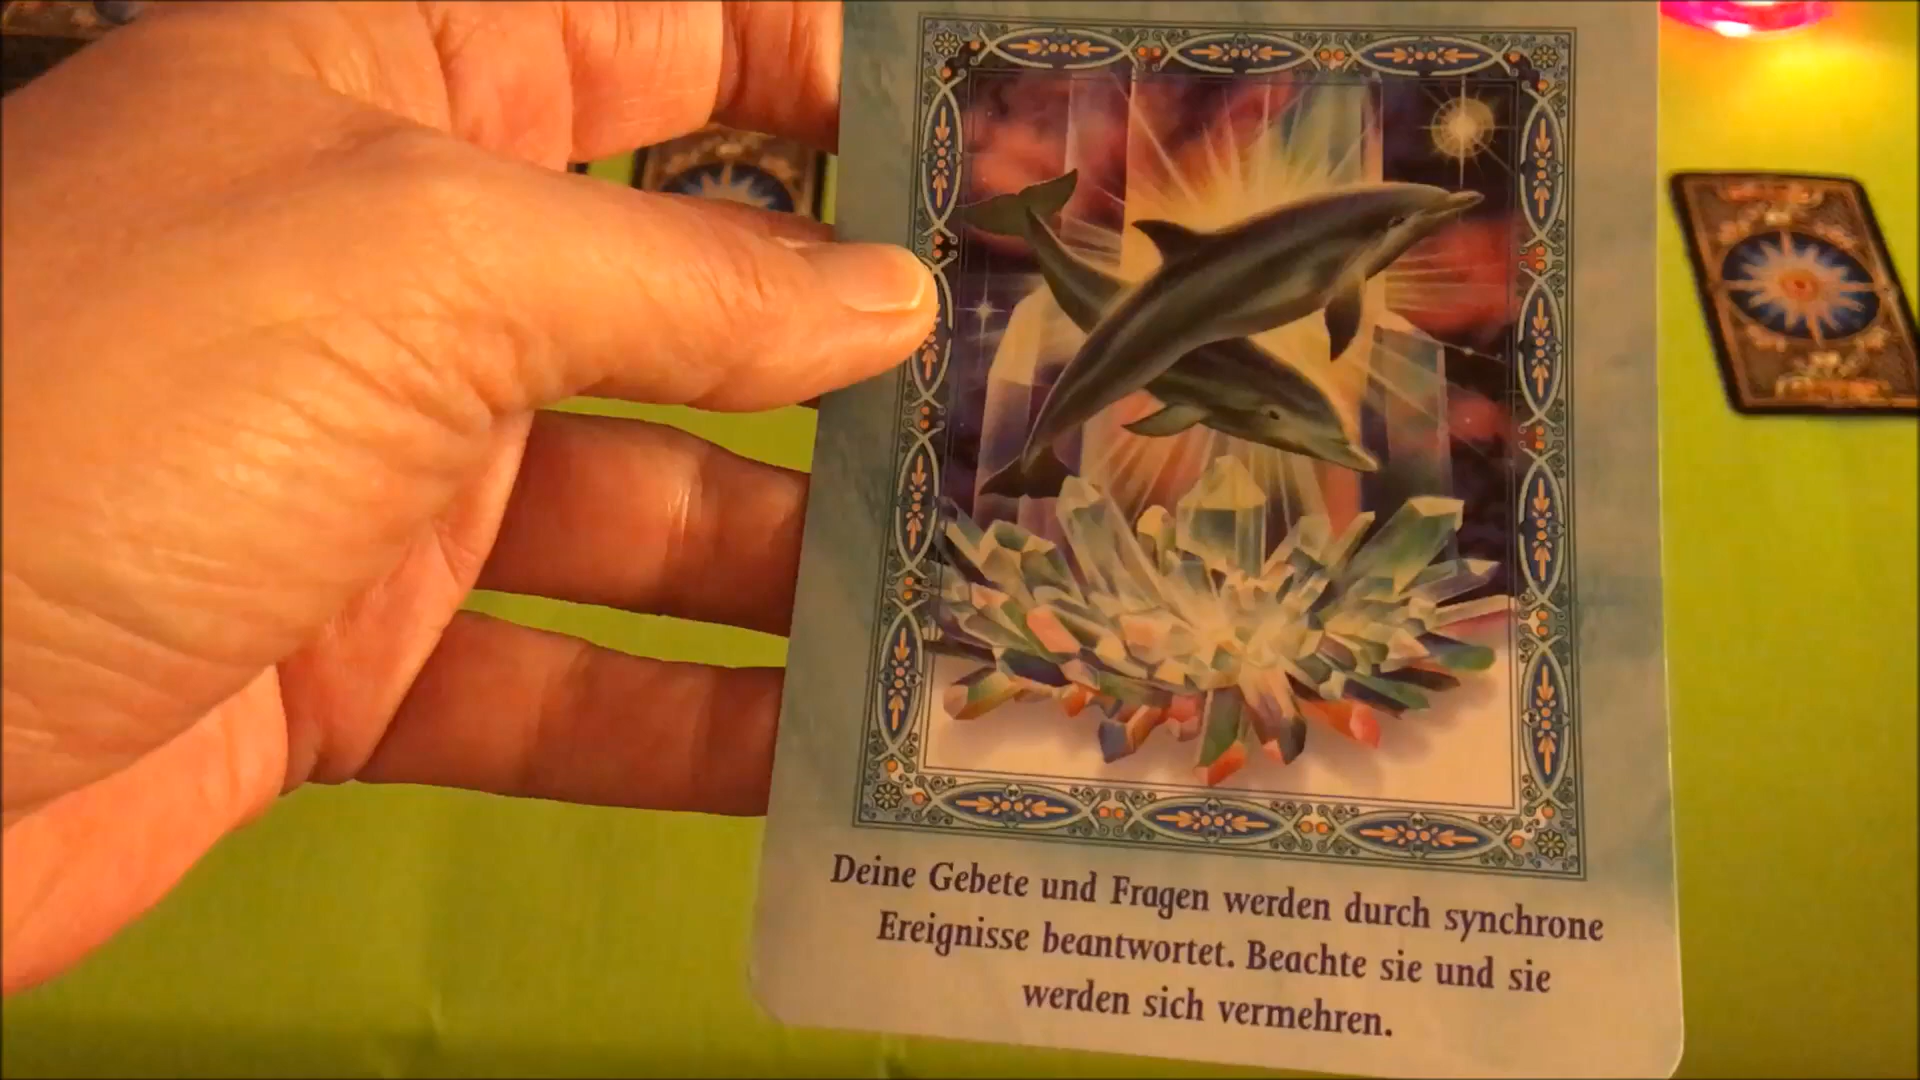 Deine Gebete und Fragen werden durch synchrone
Ereignisse beantwortet. Beachte sie und sie
werden sich vermehren.